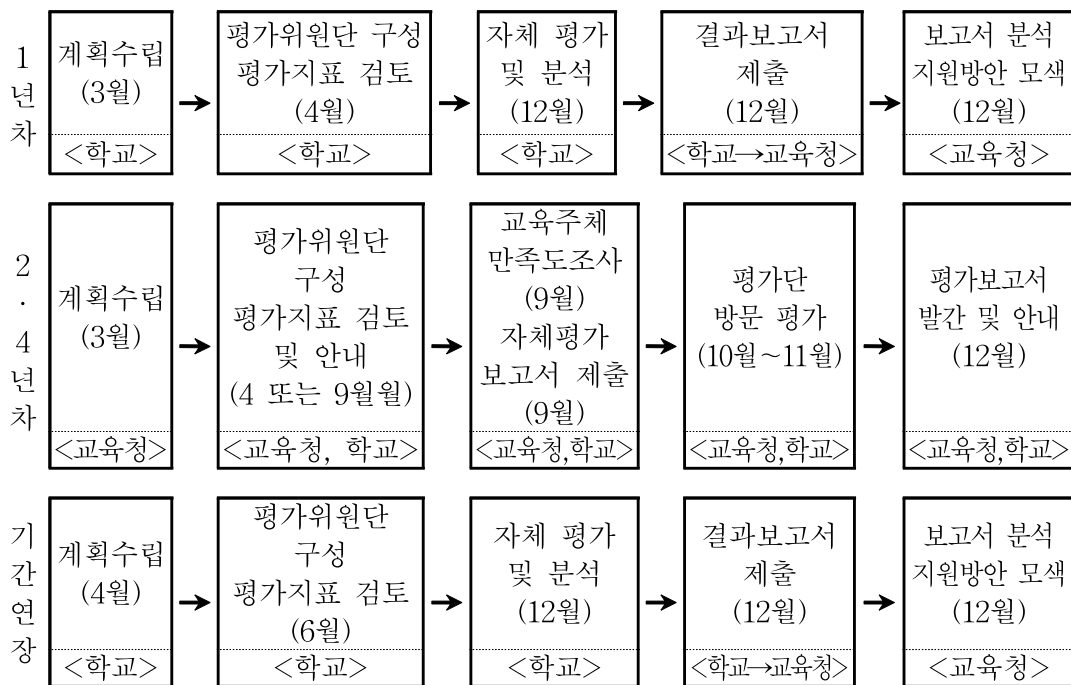 1년차
계획수립
(3월)
<학교>
평가위원단 구성
평가지표 검토
(4월)
<학교>
자체 평가
및 분석
(12월)
<학교>
결과보고서
제출
(12월)
<학교→교육청>
보고서 분석
지원방안 모색
(12월)
<교육청>
2·4년차
계획수립
(3월)
<교육청>
평가위원단
구성
평가지표 검토
및 안내
(4 또는 9월월)
<교육청, 학교>
교육주체
만족도조사
(9월)
자체평가
보고서 제출
(9월)
<교육청,학교>
평가단
방문 평가
(10월~11월)
<교육청,학교>
평가보고서
발간 및 안내
(12월)
<교육청,학교>
기간연장
계획수립
(4월)
<학교>
평가위원단
구성
평가지표 검토
(6월)
<학교>
자체 평가
및 분석
(12월)
<학교>
결과보고서
제출
(12월)
<학교→교육청>
보고서 분석
지원방안 모색
(12월)
<교육청>